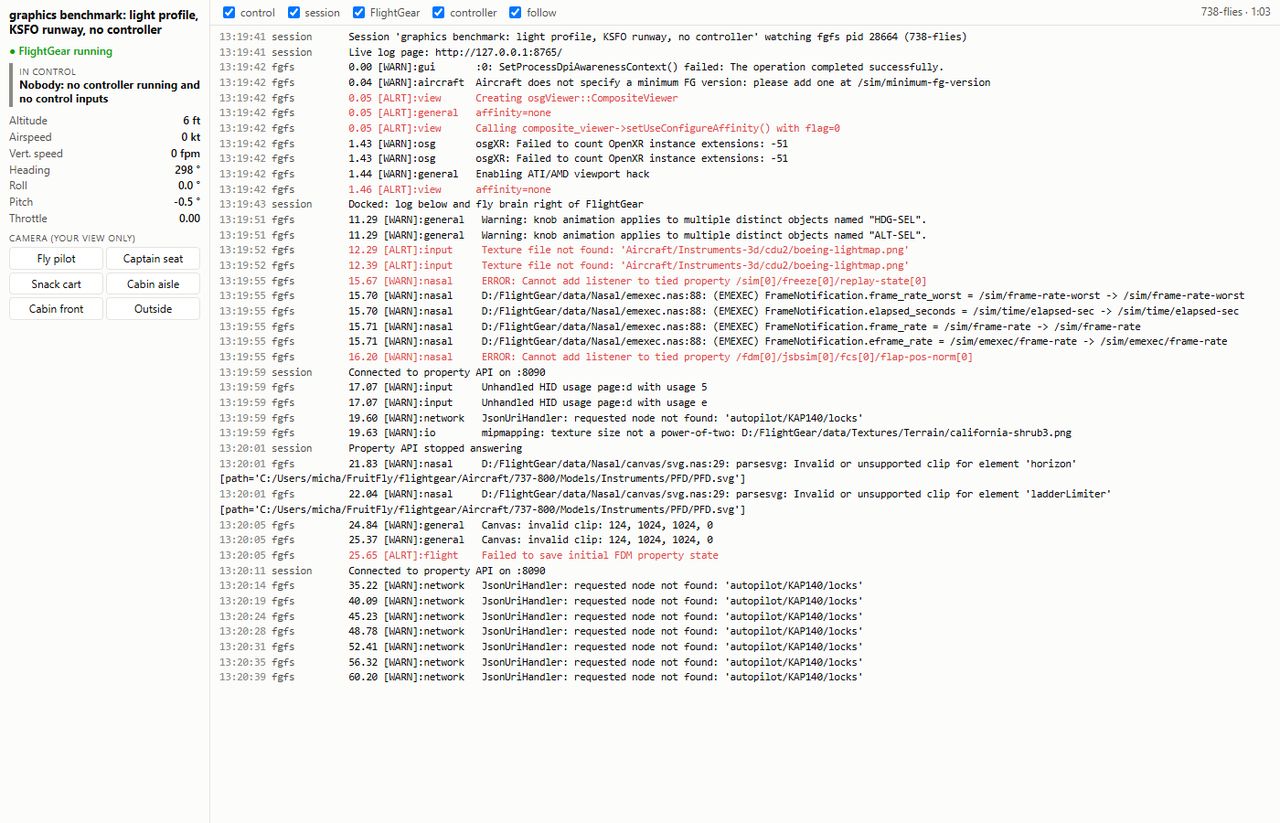 graphics benchmark: light profile,
KSFO runway, no controller
● FlightGear running
IN CONTROL
Nobody: no controller running and
no control inputs
Altitude 6 ft
Airspeed 0 kt
Vert. speed 0 fpm
Heading 298 °
Roll 0.0 °
Pitch -0.5 °
Throttle 0.00
CAMERA (YOUR VIEW ONLY)
Fly pilot Captain seat
Snack cart Cabin aisle
Cabin front Outside
control session FlightGear controller follow 738-flies · 1:03
13:19:41 session Session 'graphics benchmark: light profile, KSFO runway, no controller' watching fgfs pid 28664 (738-flies)
13:19:41 session Live log page: http://127.0.0.1:8765/
13:19:42 fgfs 0.00 [WARN]:gui :0: SetProcessDpiAwarenessContext() failed: The operation completed successfully.
13:19:42 fgfs 0.04 [WARN]:aircraft Aircraft does not specify a minimum FG version: please add one at /sim/minimum-fg-version
13:19:42 fgfs 0.05 [ALRT]:view Creating osgViewer::CompositeViewer
13:19:42 fgfs 0.05 [ALRT]:general affinity=none
13:19:42 fgfs 0.05 [ALRT]:view Calling composite_viewer->setUseConfigureAffinity() with flag=0
13:19:42 fgfs 1.43 [WARN]:osg osgXR: Failed to count OpenXR instance extensions: -51
13:19:42 fgfs 1.43 [WARN]:osg osgXR: Failed to count OpenXR instance extensions: -51
13:19:42 fgfs 1.44 [WARN]:general Enabling ATI/AMD viewport hack
13:19:42 fgfs 1.46 [ALRT]:view affinity=none
13:19:43 session Docked: log below and fly brain right of FlightGear
13:19:51 fgfs 11.29 [WARN]:general Warning: knob animation applies to multiple distinct objects named "HDG-SEL".
13:19:51 fgfs 11.29 [WARN]:general Warning: knob animation applies to multiple distinct objects named "ALT-SEL".
13:19:52 fgfs 12.29 [ALRT]:input Texture file not found: 'Aircraft/Instruments-3d/cdu2/boeing-lightmap.png'
13:19:52 fgfs 12.39 [ALRT]:input Texture file not found: 'Aircraft/Instruments-3d/cdu2/boeing-lightmap.png'
13:19:55 fgfs 15.67 [ALRT]:nasal ERROR: Cannot add listener to tied property /sim[0]/freeze[0]/replay-state[0]
13:19:55 fgfs 15.70 [WARN]:nasal D:/FlightGear/data/Nasal/emexec.nas:88: (EMEXEC) FrameNotification.frame_rate_worst = /sim/frame-rate-worst -> /sim/frame-rate-worst
13:19:55 fgfs 15.70 [WARN]:nasal D:/FlightGear/data/Nasal/emexec.nas:88: (EMEXEC) FrameNotification.elapsed_seconds = /sim/time/elapsed-sec -> /sim/time/elapsed-sec
13:19:55 fgfs 15.71 [WARN]:nasal D:/FlightGear/data/Nasal/emexec.nas:88: (EMEXEC) FrameNotification.frame_rate = /sim/frame-rate -> /sim/frame-rate
13:19:55 fgfs 15.71 [WARN]:nasal D:/FlightGear/data/Nasal/emexec.nas:88: (EMEXEC) FrameNotification.eframe_rate = /sim/emexec/frame-rate -> /sim/emexec/frame-rate
13:19:55 fgfs 16.20 [ALRT]:nasal ERROR: Cannot add listener to tied property /fdm[0]/jsbsim[0]/fcs[0]/flap-pos-norm[0]
13:19:59 session Connected to property API on :8090
13:19:59 fgfs 17.07 [WARN]:input Unhandled HID usage page:d with usage 5
13:19:59 fgfs 17.07 [WARN]:input Unhandled HID usage page:d with usage e
13:19:59 fgfs 19.60 [WARN]:network JsonUriHandler: requested node not found: 'autopilot/KAP140/locks'
13:19:59 fgfs 19.63 [WARN]:io mipmapping: texture size not a power-of-two: D:/FlightGear/data/Textures/Terrain/california-shrub3.png
13:20:01 session Property API stopped answering
13:20:01 fgfs 21.83 [WARN]:nasal D:/FlightGear/data/Nasal/canvas/svg.nas:29: parsesvg: Invalid or unsupported clip for element 'horizon'
[path='C:/Users/micha/FruitFly/flightgear/Aircraft/737-800/Models/Instruments/PFD/PFD.svg']
13:20:01 fgfs 22.04 [WARN]:nasal D:/FlightGear/data/Nasal/canvas/svg.nas:29: parsesvg: Invalid or unsupported clip for element 'ladderLimiter'
[path='C:/Users/micha/FruitFly/flightgear/Aircraft/737-800/Models/Instruments/PFD/PFD.svg']
13:20:05 fgfs 24.84 [WARN]:general Canvas: invalid clip: 124, 1024, 1024, 0
13:20:05 fgfs 25.37 [WARN]:general Canvas: invalid clip: 124, 1024, 1024, 0
13:20:05 fgfs 25.65 [ALRT]:flight Failed to save initial FDM property state
13:20:11 session Connected to property API on :8090
13:20:14 fgfs 35.22 [WARN]:network JsonUriHandler: requested node not found: 'autopilot/KAP140/locks'
13:20:19 fgfs 40.09 [WARN]:network JsonUriHandler: requested node not found: 'autopilot/KAP140/locks'
13:20:24 fgfs 45.23 [WARN]:network JsonUriHandler: requested node not found: 'autopilot/KAP140/locks'
13:20:28 fgfs 48.78 [WARN]:network JsonUriHandler: requested node not found: 'autopilot/KAP140/locks'
13:20:31 fgfs 52.41 [WARN]:network JsonUriHandler: requested node not found: 'autopilot/KAP140/locks'
13:20:35 fgfs 56.32 [WARN]:network JsonUriHandler: requested node not found: 'autopilot/KAP140/locks'
13:20:39 fgfs 60.20 [WARN]:network JsonUriHandler: requested node not found: 'autopilot/KAP140/locks'